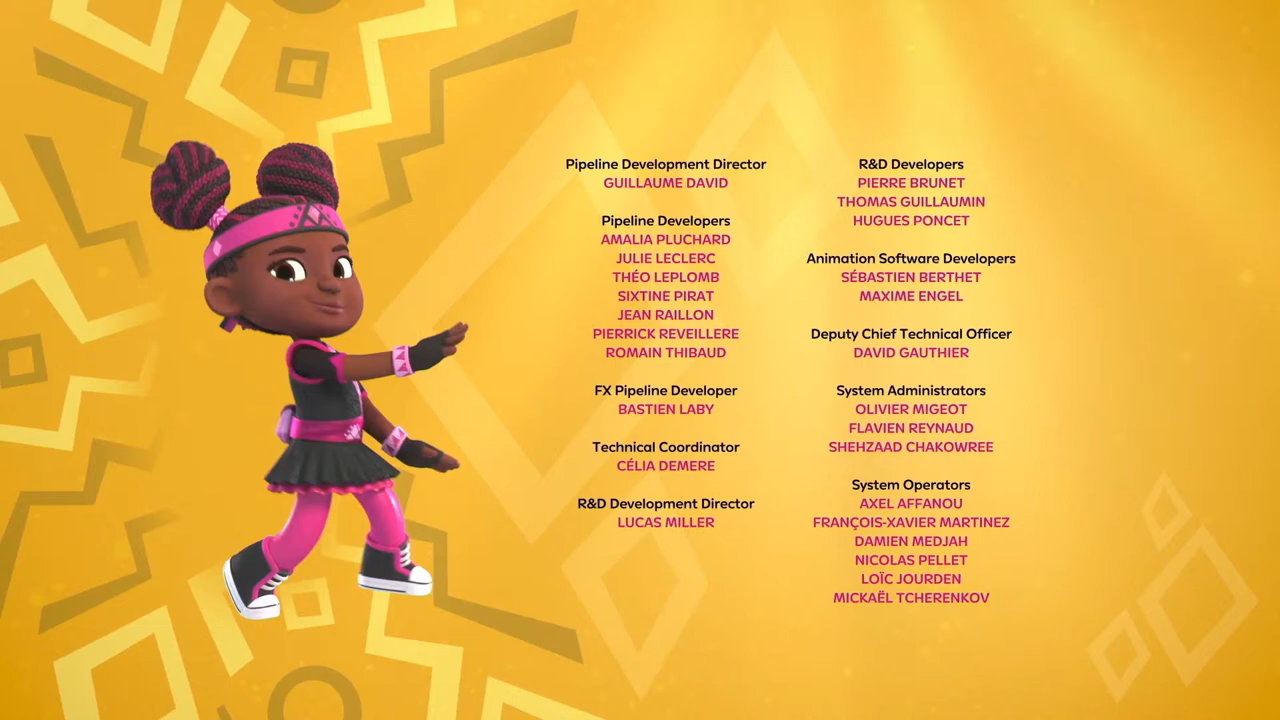 Pipeline Development Director
GUILLAUME DAVID
Pipeline Developers
AMALIA PLUCHARD
JULIE LECLERC
THÉO LEPLOMB
SIXTINE PIRAT
JEAN RAILLON
PIERRICK REVEILLERE
ROMAIN THIBAUD
FX Pipeline Developer
BASTIEN LABY
Technical Coordinator
CÉLIA DEMERE
R&D Development Director
LUCAS MILLER
R&D Developers
PIERRE BRUNET
THOMAS GUILLAUMIN
HUGUES PONCET
Animation Software Developers
SÉBASTIEN BERTHET
MAXIME ENGEL
Deputy Chief Technical Officer
DAVID GAUTHIER
System Administrators
OLIVIER MIGEOT
FLAVIEN REYNAUD
SHEHZAAD CHAKOWREE
System Operators
AXEL AFFANOU
FRANÇOIS-XAVIER MARTINEZ
DAMIEN MEDJAH
NICOLAS PELLET
LOÏC JOURDEN
MICKAËL TCHERENKOV